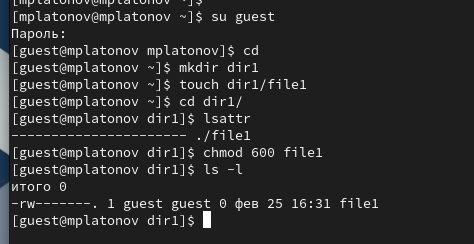 [mplatonov@mplatonov ~]$
[mplatonov@mplatonov ~]$ su guest
Пароль:
[guest@mplatonov mplatonov]$ cd
[guest@mplatonov ~]$ mkdir dir1
[guest@mplatonov ~]$ touch dir1/file1
[guest@mplatonov ~]$ cd dir1/
[guest@mplatonov dir1]$ lsattr
---------------------- ./file1
[guest@mplatonov dir1]$ chmod 600 file1
[guest@mplatonov dir1]$ ls -l
итого 0
-rw-------. 1 guest guest 0 фев 25 16:31 file1
[guest@mplatonov dir1]$